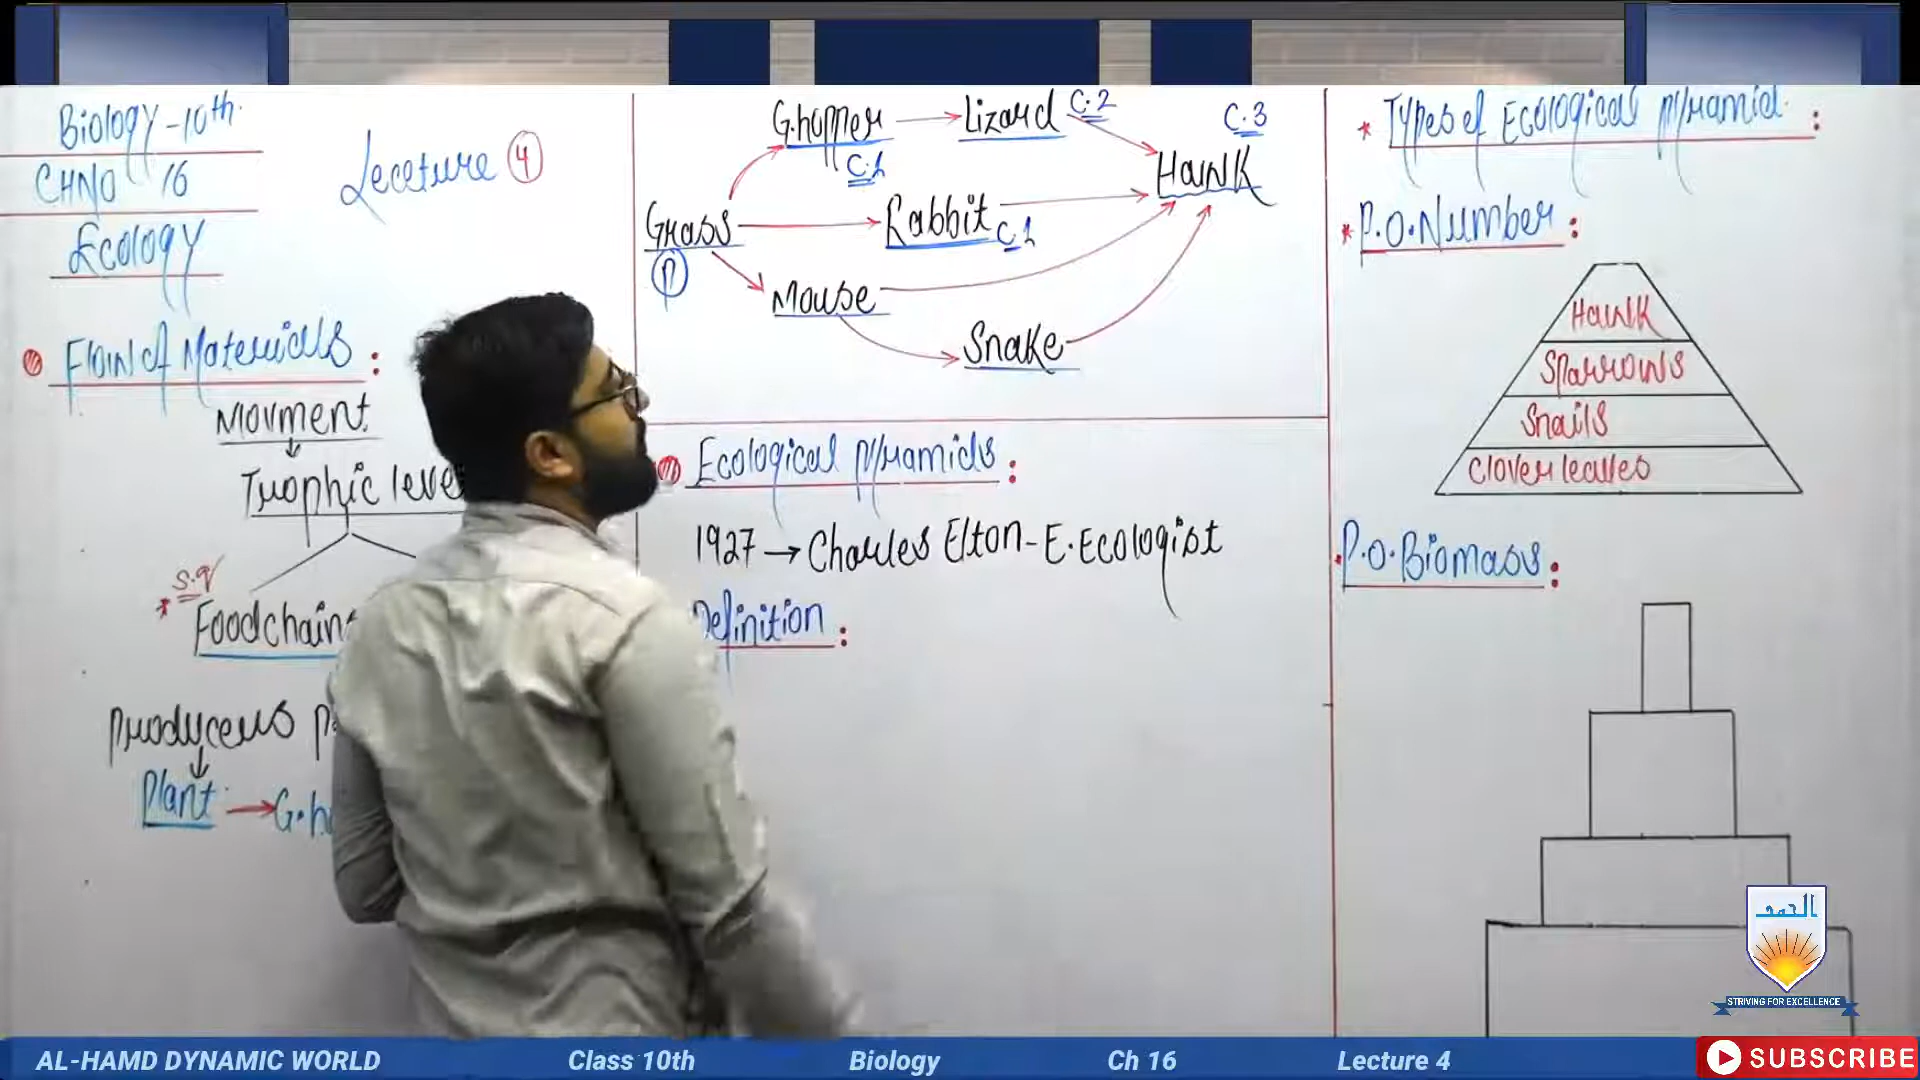 Biology-10th.
CHNO 16
Ecology
Leceture 4
Flow of Materials :
Movment.
Trophic leve
* S.q
Foodchain
producers
Plant → G.h
G.hopper → Lizard C.2
C.1
C.3
Hawk
Grass → Rabbit C.1
P
Mouse
Snake
Ecological Pyramids :
1927 → Charles Elton - E.Ecologist
Definition :
* Types of Ecological Pyramid. :
* P.O.Number :
Hawk
Sparrows
Snails
Clover leaves
P.O.Biomass :
الحمد
STRIVING FOR EXCELLENCE
AL-HAMD DYNAMIC WORLD Class 10th Biology Ch 16 Lecture 4
SUBSCRIBE